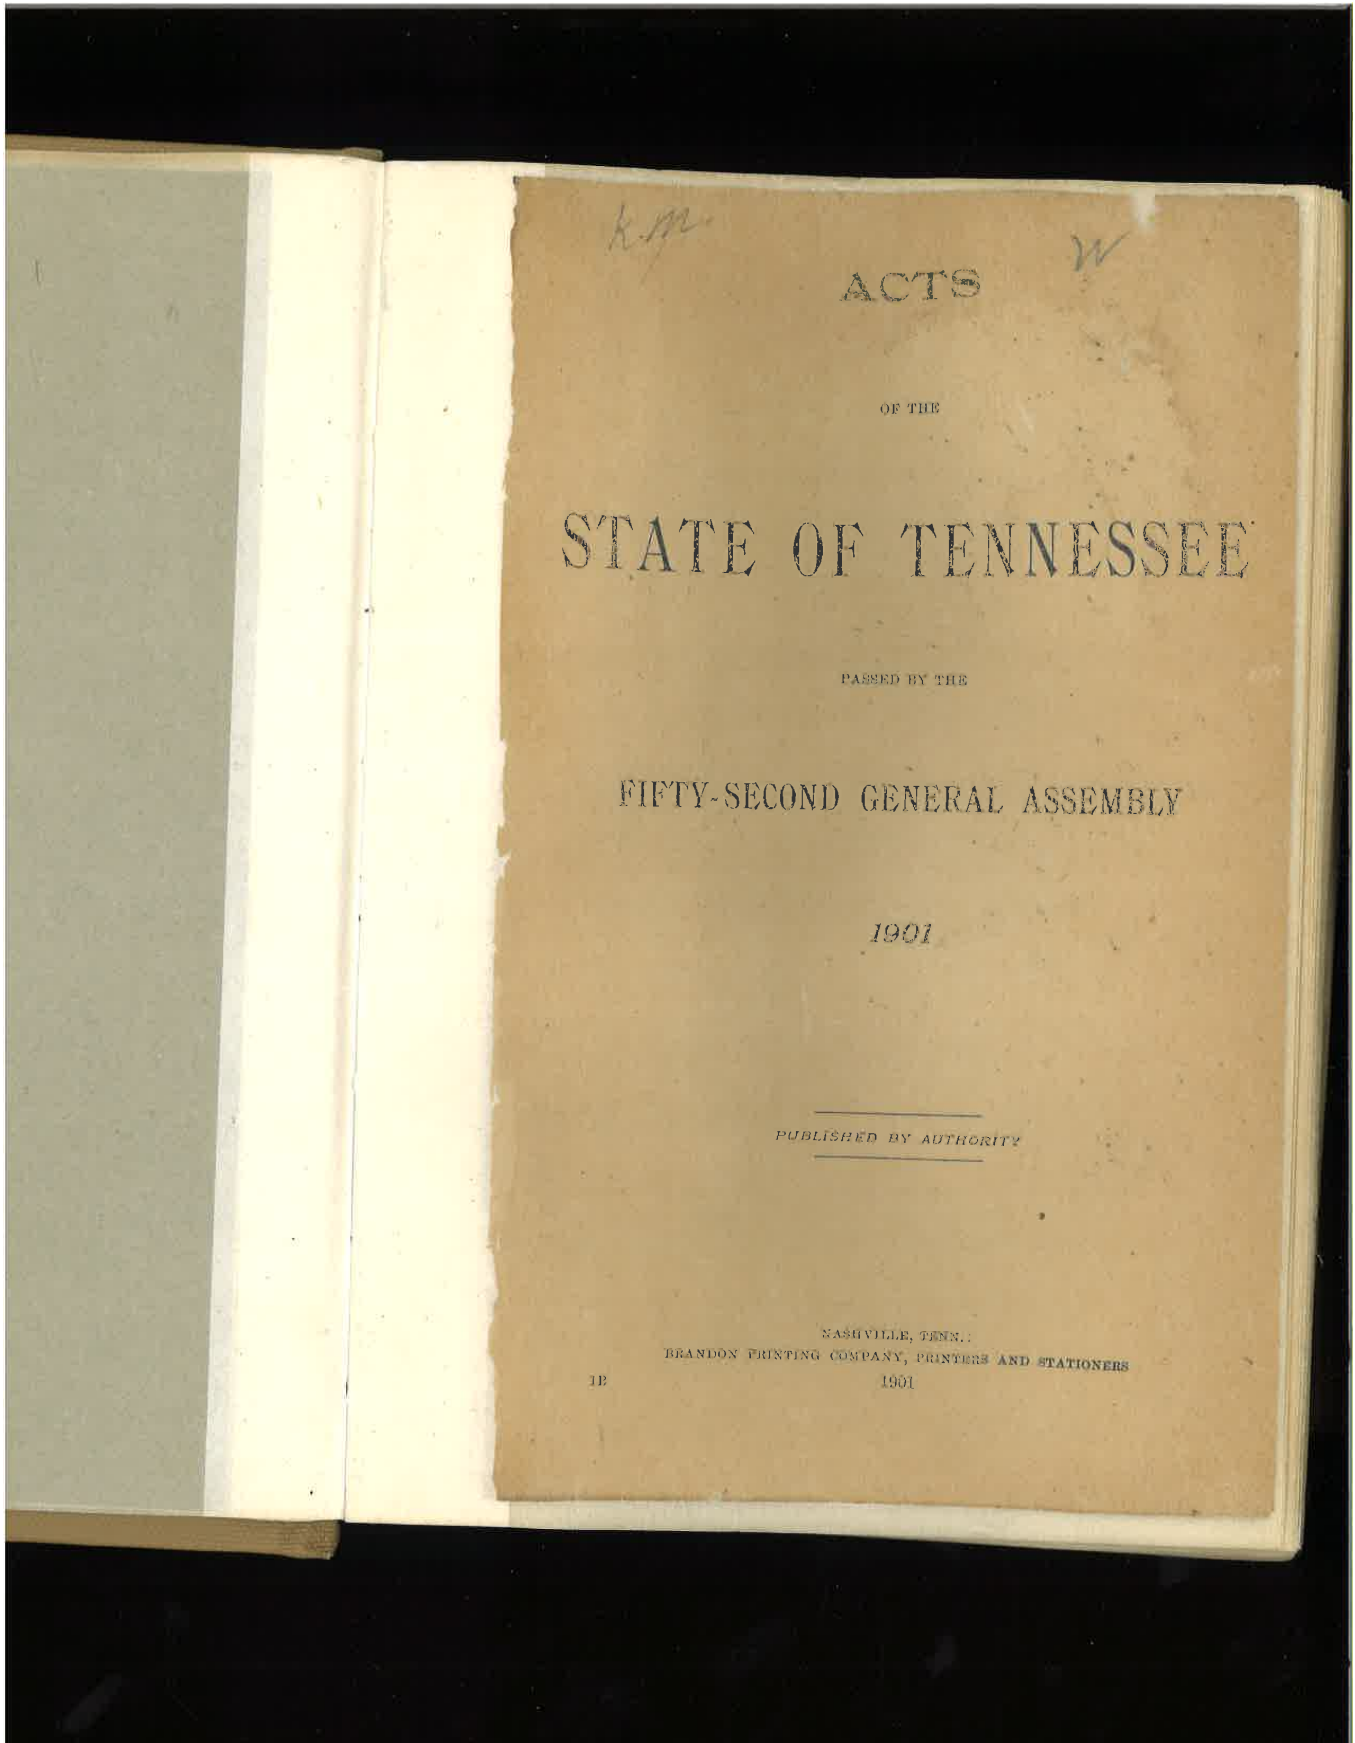 K.M.
W
ACTS
OF THE
STATE OF TENNESSEE
PASSED BY THE
FIFTY-SECOND GENERAL ASSEMBLY
1901
PUBLISHED BY AUTHORITY
NASHVILLE, TENN.:
BRANDON PRINTING COMPANY, PRINTERS AND STATIONERS
1B 1901